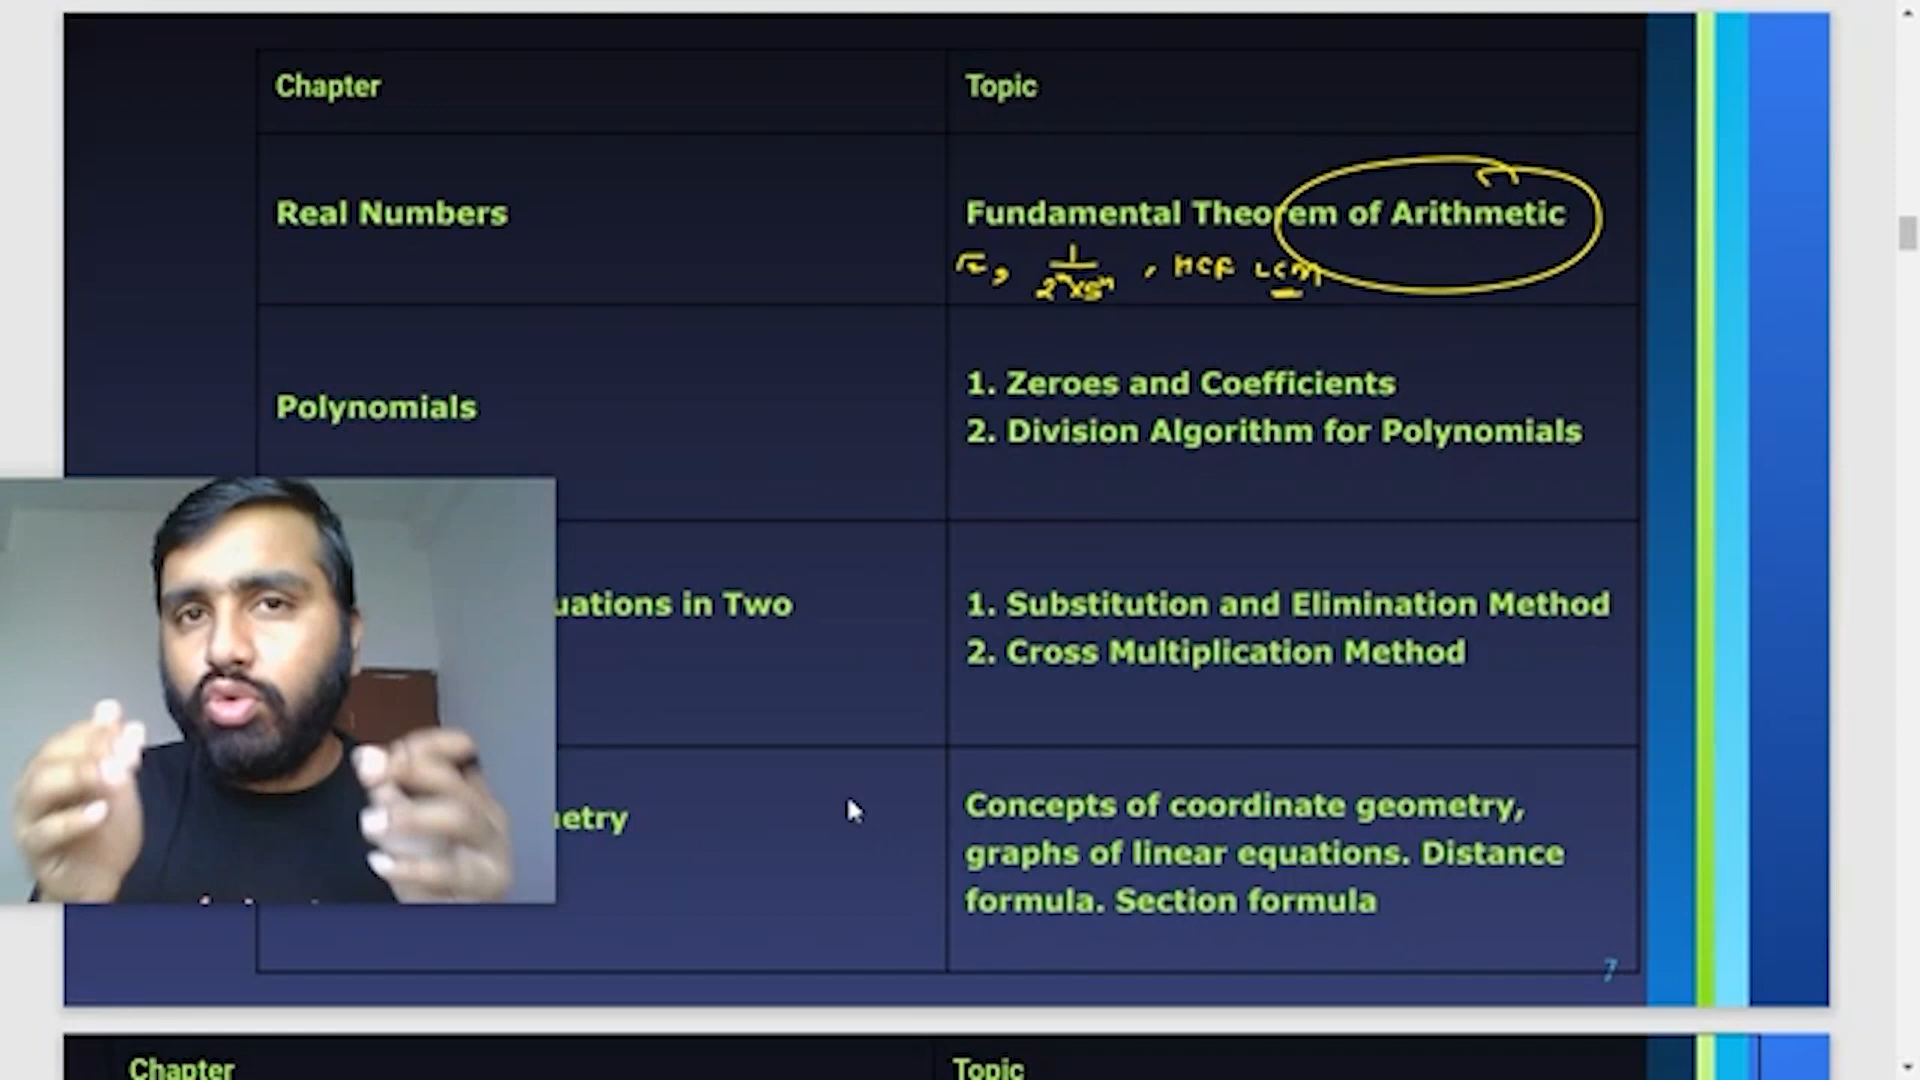 Chapter
Topic
Real Numbers
Fundamental Theorem of Arithmetic
, 1/2ⁿx5ⁿ , HCF LCM
Polynomials
1. Zeroes and Coefficients
2. Division Algorithm for Polynomials
uations in Two
1. Substitution and Elimination Method
2. Cross Multiplication Method
etry
Concepts of coordinate geometry,
graphs of linear equations. Distance
formula. Section formula
7
Chapter
Topic